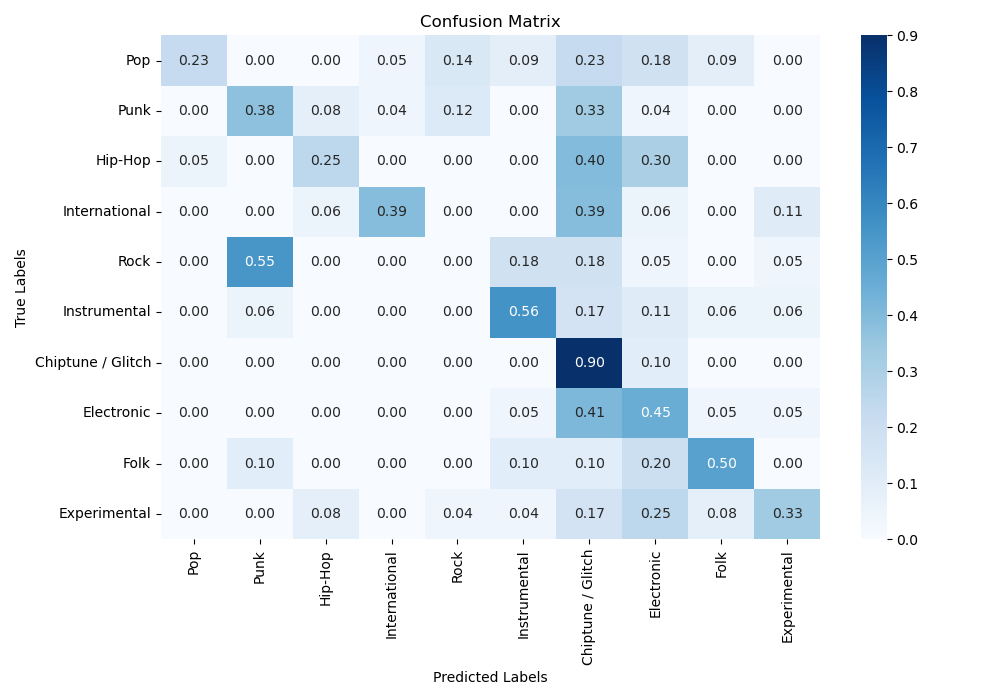 Confusion Matrix
Pop 0.23 0.00 0.00 0.05 0.14 0.09 0.23 0.18 0.09 0.00
Punk 0.00 0.38 0.08 0.04 0.12 0.00 0.33 0.04 0.00 0.00
Hip-Hop 0.05 0.00 0.25 0.00 0.00 0.00 0.40 0.30 0.00 0.00
International 0.00 0.00 0.06 0.39 0.00 0.00 0.39 0.06 0.00 0.11
Rock 0.00 0.55 0.00 0.00 0.00 0.18 0.18 0.05 0.00 0.05
Instrumental 0.00 0.06 0.00 0.00 0.00 0.56 0.17 0.11 0.06 0.06
Chiptune / Glitch 0.00 0.00 0.00 0.00 0.00 0.00 0.90 0.10 0.00 0.00
Electronic 0.00 0.00 0.00 0.00 0.00 0.05 0.41 0.45 0.05 0.05
Folk 0.00 0.10 0.00 0.00 0.00 0.10 0.10 0.20 0.50 0.00
Experimental 0.00 0.00 0.08 0.00 0.04 0.04 0.17 0.25 0.08 0.33
True Labels
Pop
Punk
Hip-Hop
International
Rock
Instrumental
Chiptune / Glitch
Electronic
Folk
Experimental
Predicted Labels
0.9
0.8
0.7
0.6
0.5
0.4
0.3
0.2
0.1
0.0